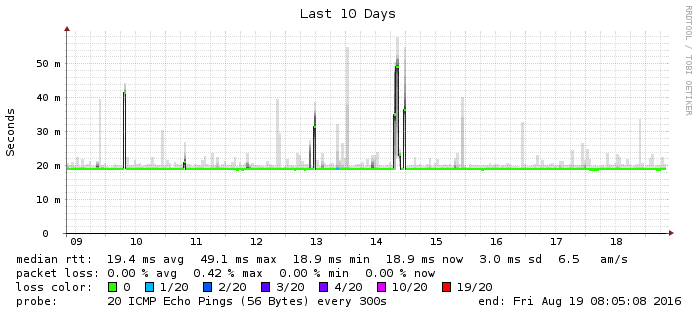 Last 10 Days
RRDTOOL / TOBI OETIKER
Seconds
50 m
40 m
30 m
20 m
10 m
0
09 10 11 12 13 14 15 16 17 18
median rtt: 19.4 ms avg 49.1 ms max 18.9 ms min 18.9 ms now 3.0 ms sd 6.5 am/s
packet loss: 0.00 % avg 0.42 % max 0.00 % min 0.00 % now
loss color: 0 1/20 2/20 3/20 4/20 10/20 19/20
probe: 20 ICMP Echo Pings (56 Bytes) every 300s end: Fri Aug 19 08:05:08 2016